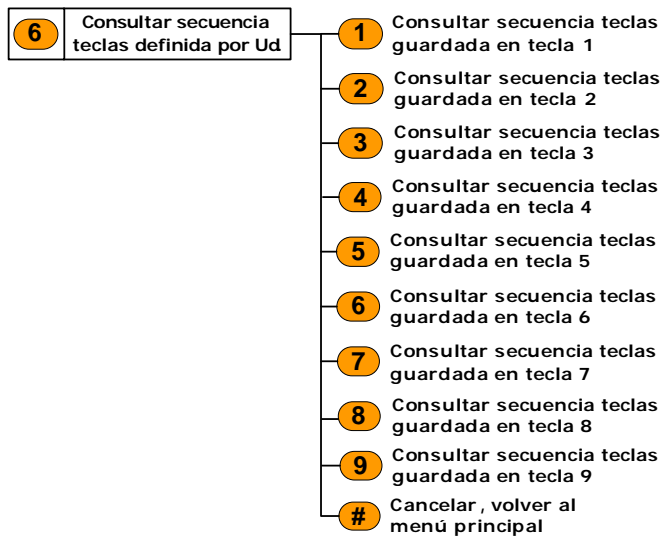 6
Consultar secuencia
teclas definida por Ud.
1
Consultar secuencia teclas
guardada en tecla 1
2
Consultar secuencia teclas
guardada en tecla 2
3
Consultar secuencia teclas
guardada en tecla 3
4
Consultar secuencia teclas
guardada en tecla 4
5
Consultar secuencia teclas
guardada en tecla 5
6
Consultar secuencia teclas
guardada en tecla 6
7
Consultar secuencia teclas
guardada en tecla 7
8
Consultar secuencia teclas
guardada en tecla 8
9
Consultar secuencia teclas
guardada en tecla 9
#
Cancelar, volver al
menú principal